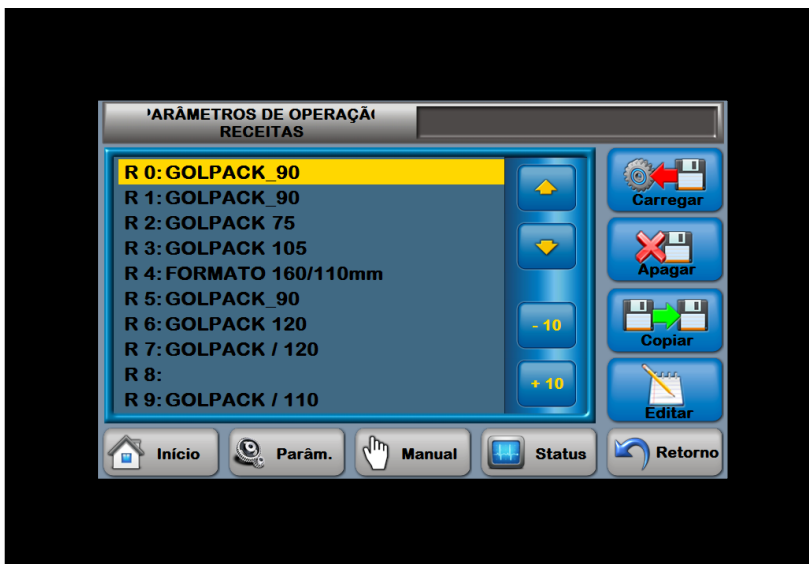 'ARÂMETROS DE OPERAÇÃ(
RECEITAS
R 0: GOLPACK_90
R 1: GOLPACK_90
R 2: GOLPACK 75
R 3: GOLPACK 105
R 4: FORMATO 160/110mm
R 5: GOLPACK_90
R 6: GOLPACK 120
R 7: GOLPACK / 120
R 8:
R 9: GOLPACK / 110
- 10
+ 10
Carregar
Apagar
Copiar
Editar
Início
Parâm.
Manual
Status
Retorno